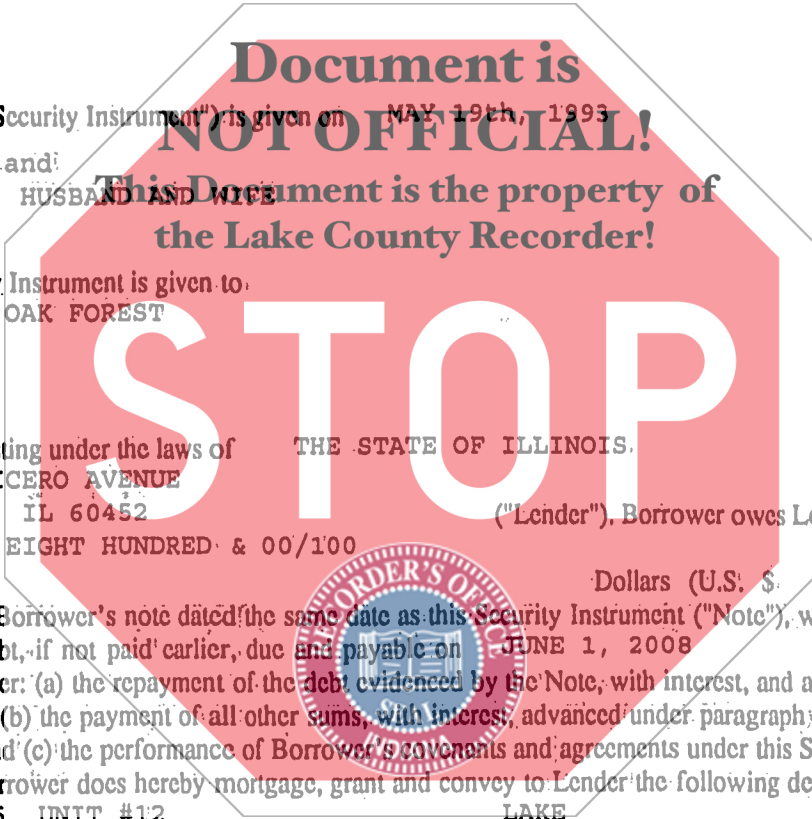 Document is
Security Instrument") is given on MAY 19th, 1993
NOT OFFICIAL!
and
This Document is the property of
HUSBAND AND WIFE
the Lake County Recorder!
Instrument is given to
OAK FOREST
STOP
ting under the laws of THE STATE OF ILLINOIS
CERO AVENUE
IL 60452 ("Lender"). Borrower owes Le
EIGHT HUNDRED & 00/100
Dollars (U.S. $
Borrower's note dated the same date as this Security Instrument ("Note"), w
bt, if not paid earlier, due and payable on JUNE 1, 2008
er: (a) the repayment of the debt evidenced by the Note, with interest, and a
(b) the payment of all other sums, with interest, advanced under paragraph
d (c) the performance of Borrower's covenants and agreements under this S
rrower does hereby mortgage, grant and convey to Lender the following de
UNIT #12 LAKE
RECORDER'S OFFICE
SEAL
INDIANA